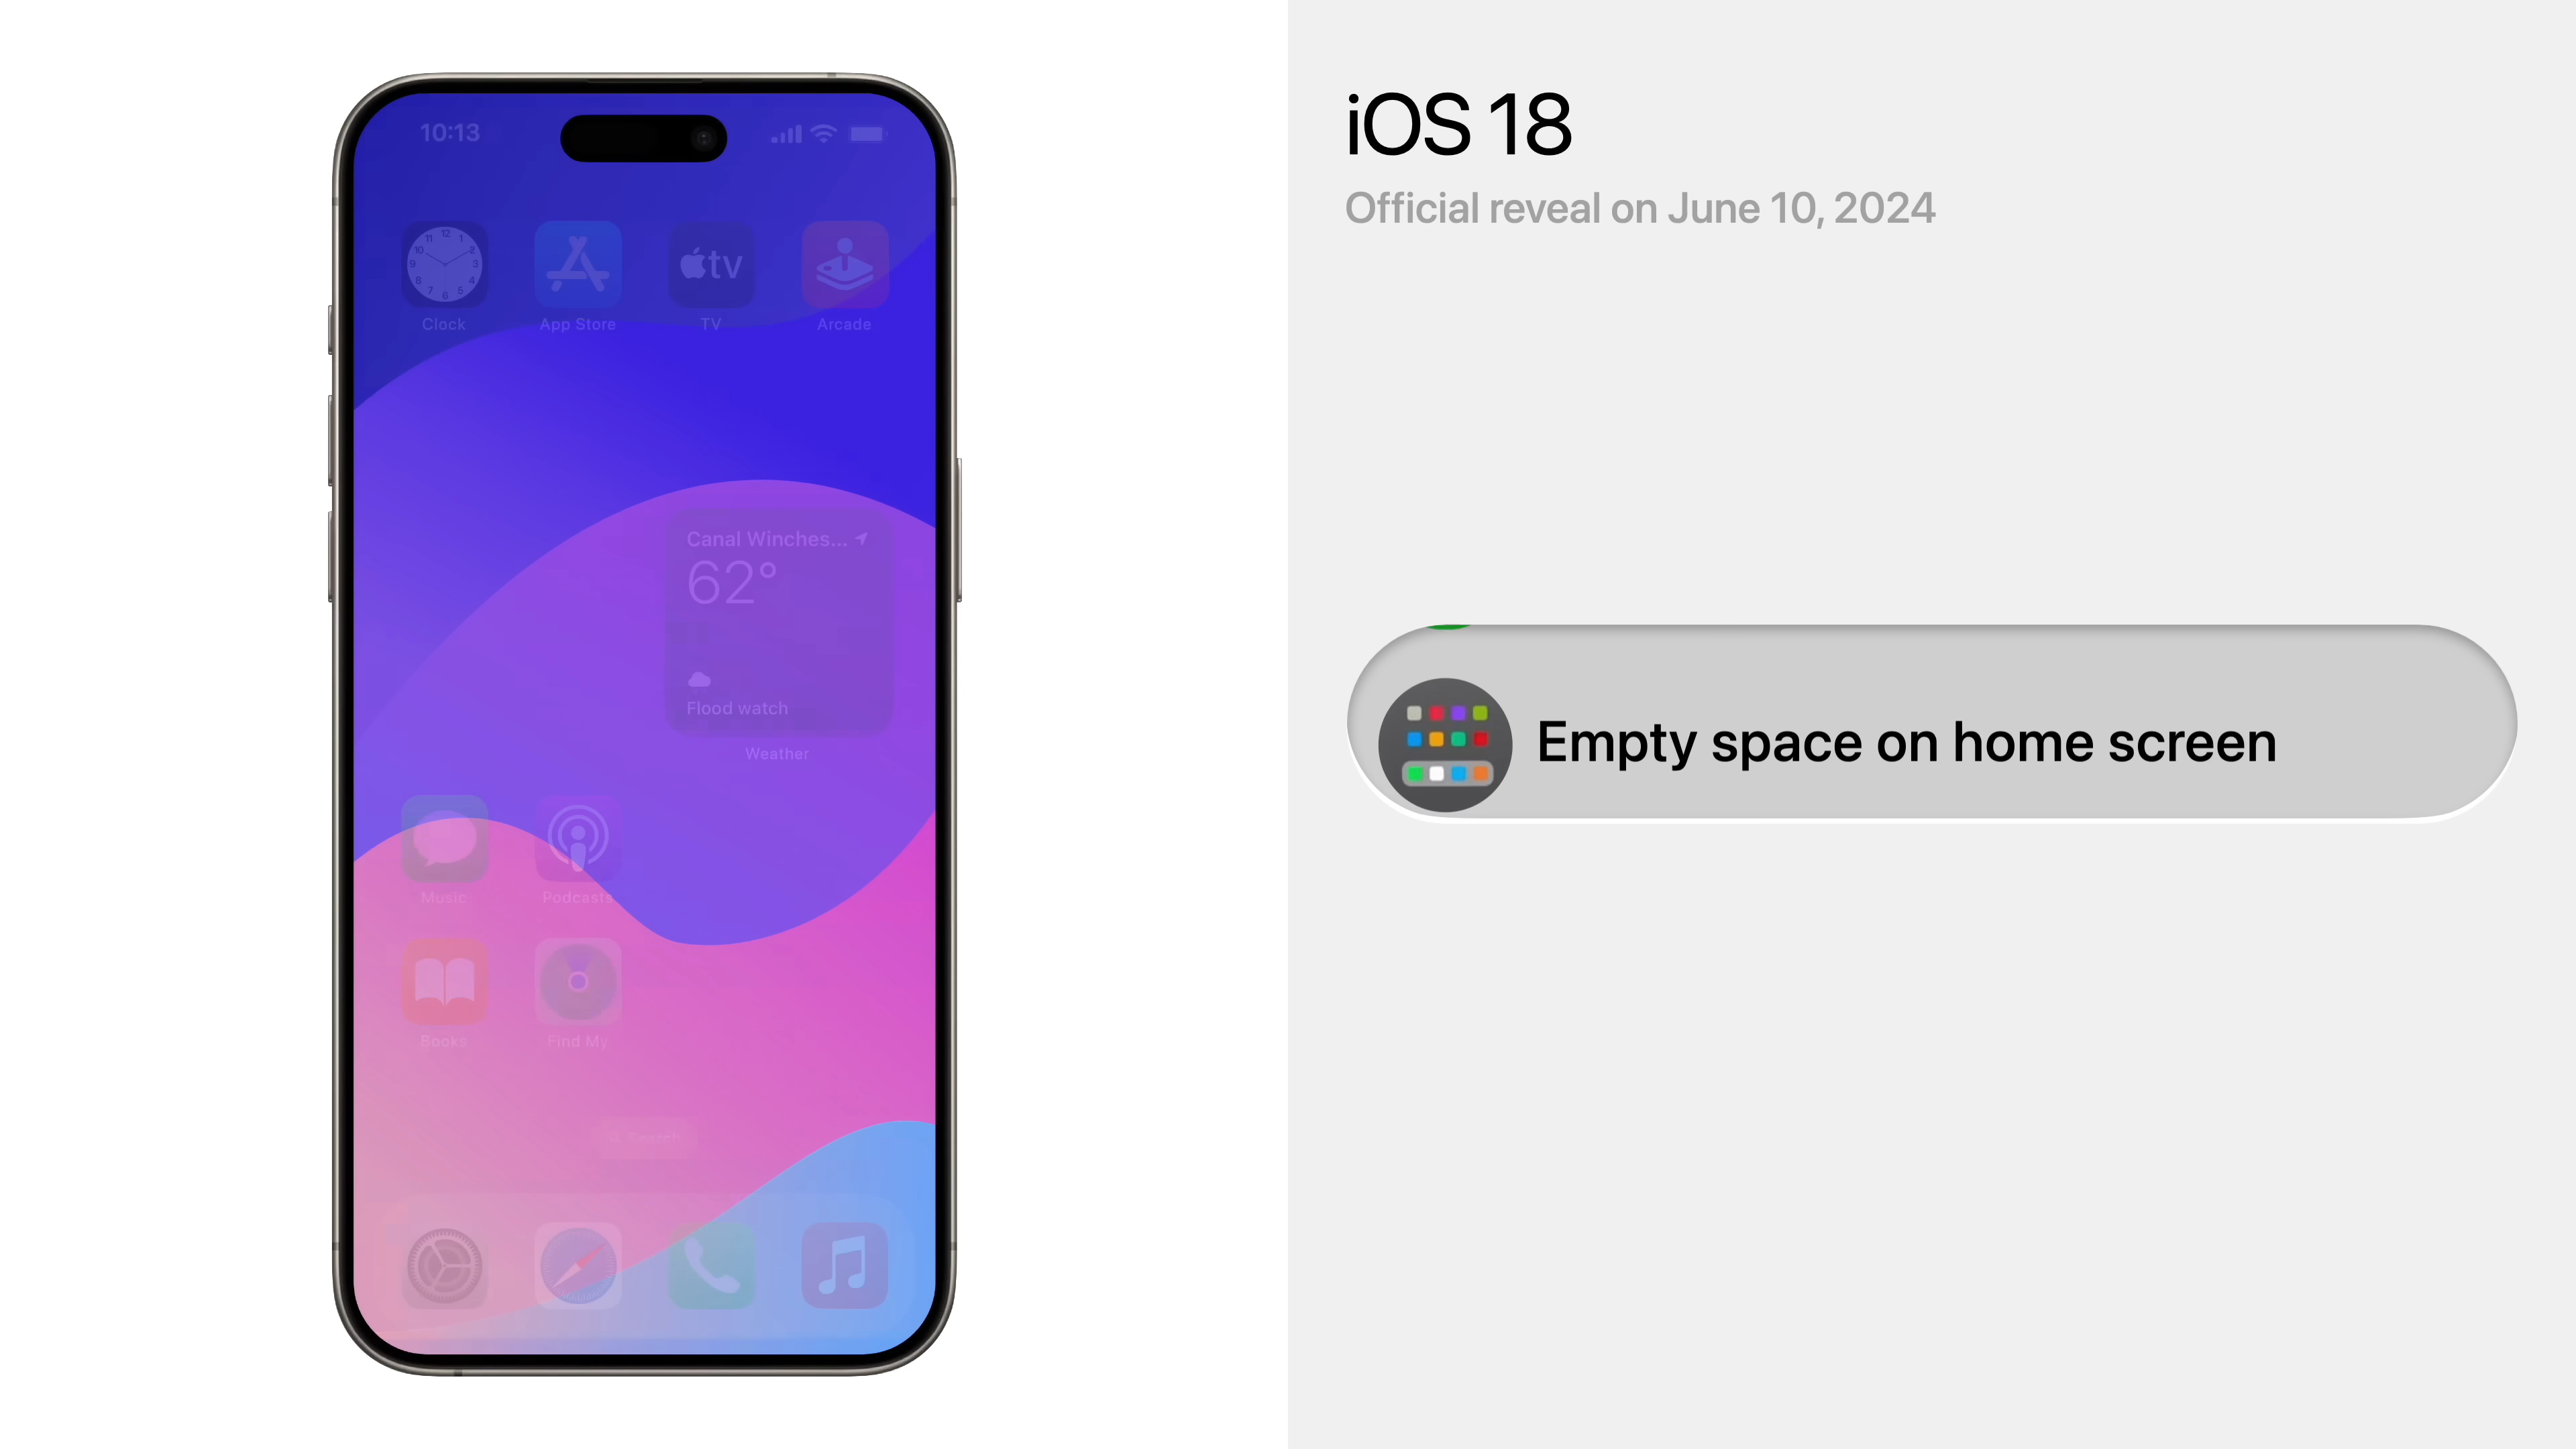 10:13
tv
Clock
App Store
TV
Arcade
Canal Winches...
62°
Flood watch
Weather
Music
Podcasts
Books
Find My
Search
iOS 18
Official reveal on June 10, 2024
Empty space on home screen